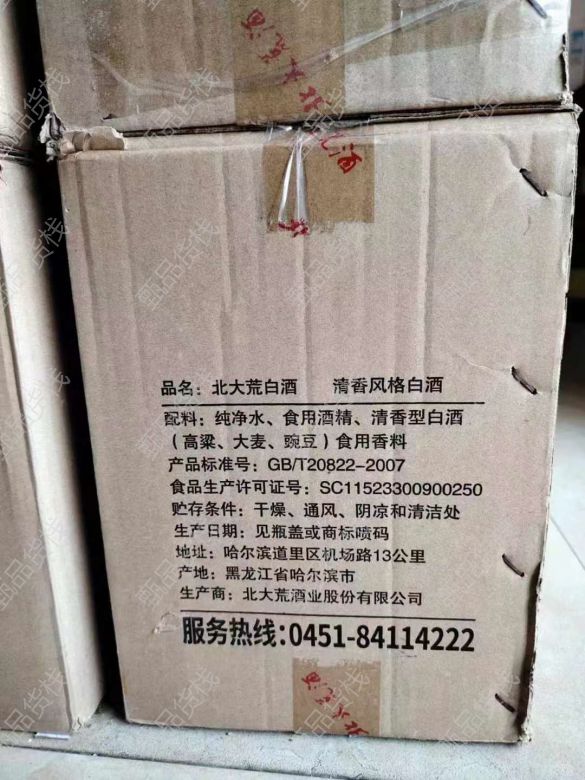 品名：北大荒白酒 清香风格白酒
配料：纯净水、食用酒精、清香型白酒
（高粱、大麦、豌豆）食用香料
产品标准号：GB/T20822-2007
食品生产许可证号：SC11523300900250
贮存条件：干燥、通风、阴凉和清洁处
生产日期：见瓶盖或商标喷码
地址：哈尔滨道里区机场路13公里
产地：黑龙江省哈尔滨市
生产商：北大荒酒业股份有限公司
服务热线:0451-84114222
甄品货栈